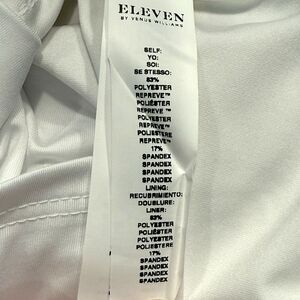 ELEVEN
BY VENUS WILLIAMS
SELF:
YO:
SOI:
SE STESSO:
83%
POLYESTER
REPREVE™
POLIÉSTER
REPREVE™
POLYESTER
REPREVE™
POLIESTERE
REPREVE™
17%
SPANDEX
SPANDEX
SPANDEX
SPANDEX
LINING:
RECUBRIMIENTO:
DOUBLURE:
LINER:
83%
POLYESTER
POLIÉSTER
POLYESTER
POLIESTERE
17%
SPANDEX
SPANDEX
SPANDEX
SPANDEX